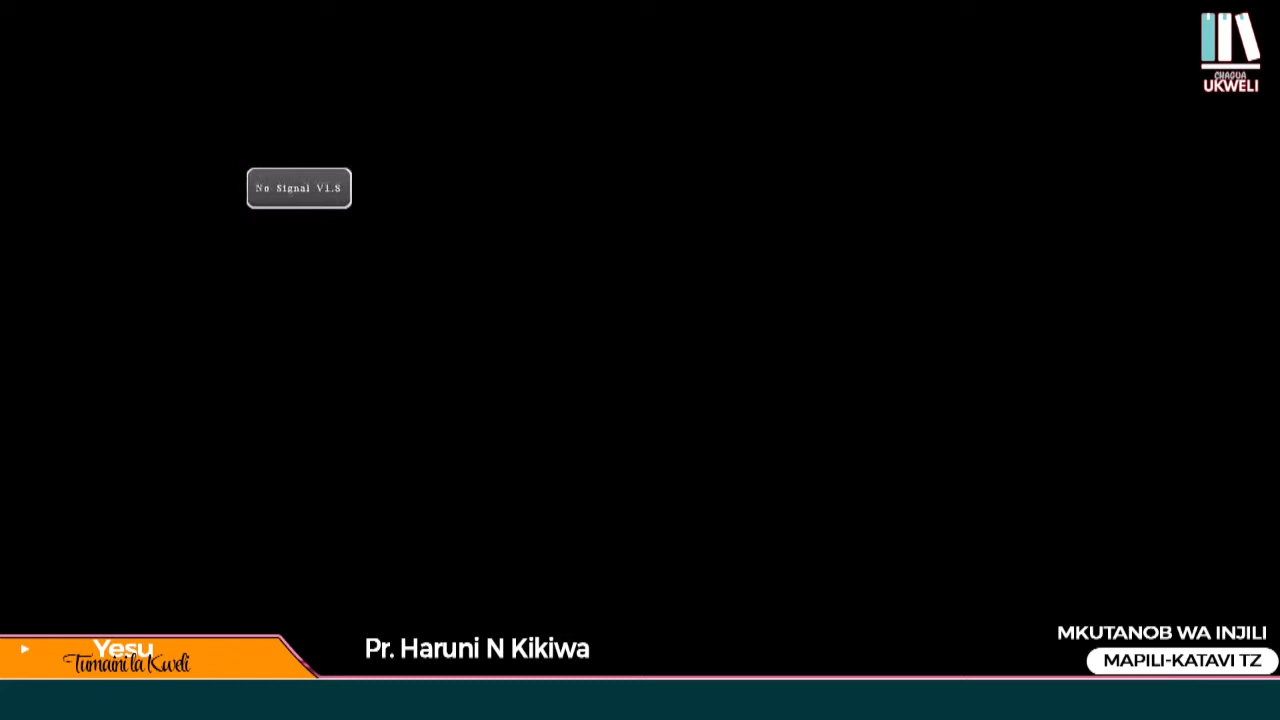 CHAGUA
UKWELI
No Signal V1.8
Yesu
Tumaini la Kweli
Pr. Haruni N Kikiwa
MKUTANOB WA INJILI
MAPILI-KATAVI TZ